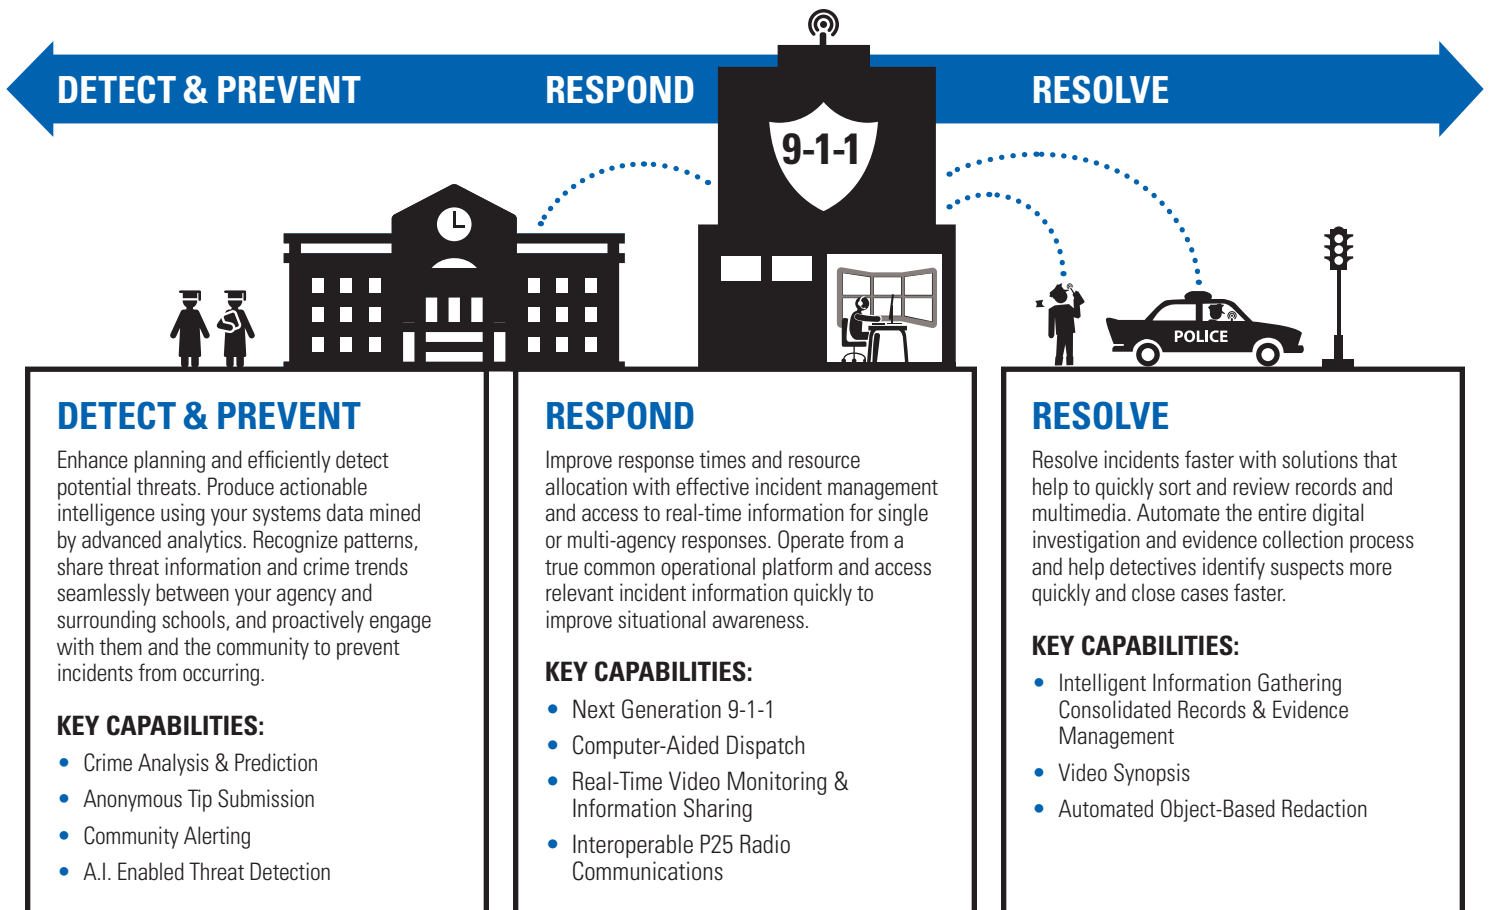 DETECT & PREVENT
RESPOND
RESOLVE
9-1-1
POLICE
DETECT & PREVENT
Enhance planning and efficiently detect
potential threats. Produce actionable
intelligence using your systems data mined
by advanced analytics. Recognize patterns,
share threat information and crime trends
seamlessly between your agency and
surrounding schools, and proactively engage
with them and the community to prevent
incidents from occurring.
KEY CAPABILITIES:
• Crime Analysis & Prediction
• Anonymous Tip Submission
• Community Alerting
• A.I. Enabled Threat Detection
RESPOND
Improve response times and resource
allocation with effective incident management
and access to real-time information for single
or multi-agency responses. Operate from a
true common operational platform and access
relevant incident information quickly to
improve situational awareness.
KEY CAPABILITIES:
• Next Generation 9-1-1
• Computer-Aided Dispatch
• Real-Time Video Monitoring &
Information Sharing
• Interoperable P25 Radio
Communications
RESOLVE
Resolve incidents faster with solutions that
help to quickly sort and review records and
multimedia. Automate the entire digital
investigation and evidence collection process
and help detectives identify suspects more
quickly and close cases faster.
KEY CAPABILITIES:
• Intelligent Information Gathering
Consolidated Records & Evidence
Management
• Video Synopsis
• Automated Object-Based Redaction